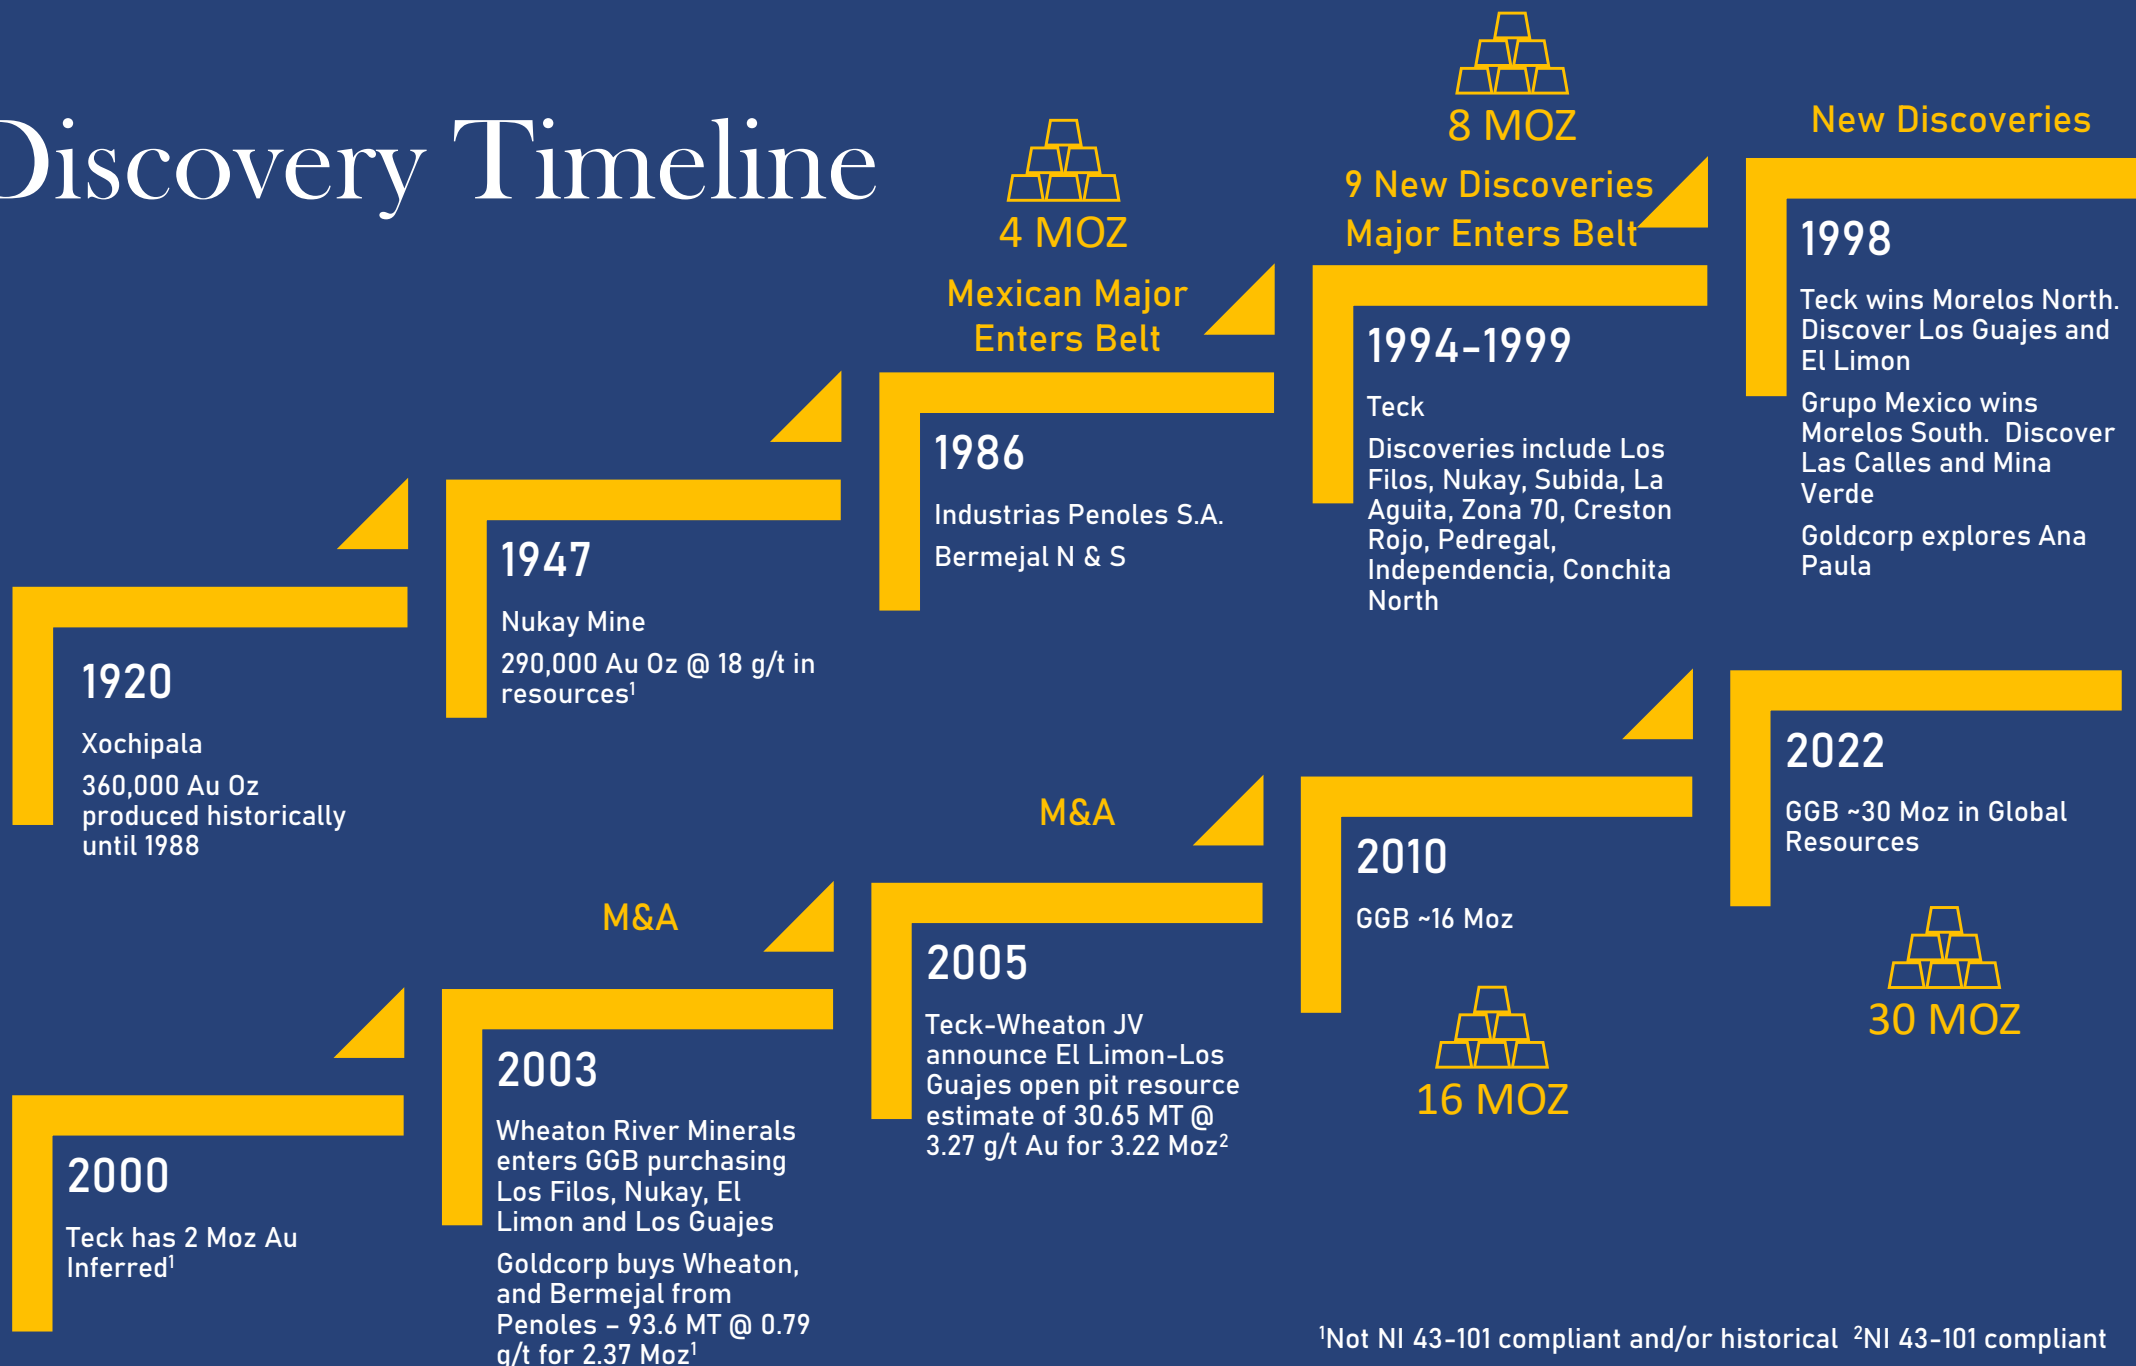 Discovery Timeline
1920
Xochipala
360,000 Au Oz
produced historically
until 1988
1947
Nukay Mine
290,000 Au Oz @ 18 g/t in
resources¹
4 MOZ
Mexican Major
Enters Belt
1986
Industrias Penoles S.A.
Bermejal N & S
8 MOZ
9 New Discoveries
Major Enters Belt
1994-1999
Teck
Discoveries include Los
Filos, Nukay, Subida, La
Aguita, Zona 70, Creston
Rojo, Pedregal,
Independencia, Conchita
North
New Discoveries
1998
Teck wins Morelos North.
Discover Los Guajes and
El Limon
Grupo Mexico wins
Morelos South.  Discover
Las Calles and Mina
Verde
Goldcorp explores Ana
Paula
2000
Teck has 2 Moz Au
Inferred¹
M&A
2003
Wheaton River Minerals
enters GGB purchasing
Los Filos, Nukay, El
Limon and Los Guajes
Goldcorp buys Wheaton,
and Bermejal from
Penoles – 93.6 MT @ 0.79
g/t for 2.37 Moz¹
M&A
2005
Teck-Wheaton JV
announce El Limon-Los
Guajes open pit resource
estimate of 30.65 MT @
3.27 g/t Au for 3.22 Moz²
2010
GGB ~16 Moz
16 MOZ
2022
GGB ~30 Moz in Global
Resources
30 MOZ
¹Not NI 43-101 compliant and/or historical  ²NI 43-101 compliant